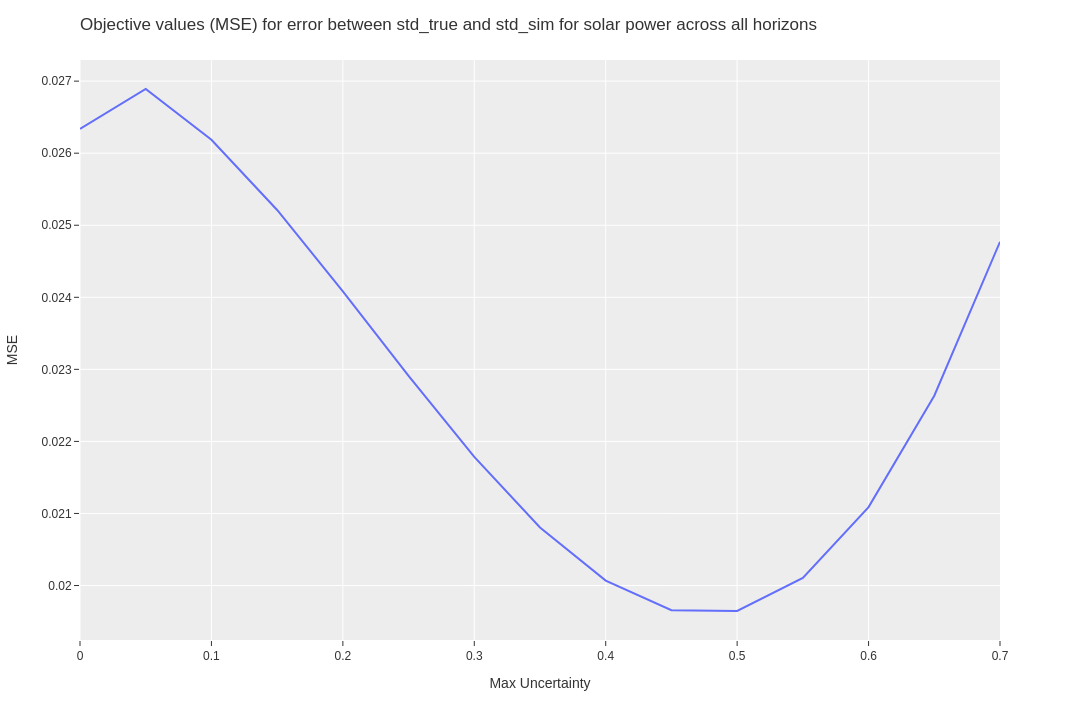 Objective values (MSE) for error between std_true and std_sim for solar power across all horizons
0.027
0.026
0.025
0.024
0.023
0.022
0.021
0.02
MSE
0 0.1 0.2 0.3 0.4 0.5 0.6 0.7
Max Uncertainty